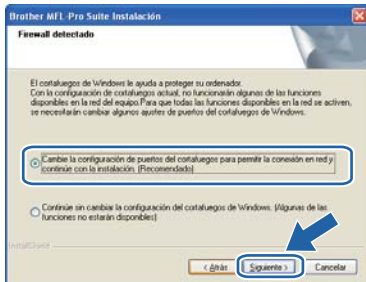 Brother MFL-Pro Suite Instalación
Firewall detectado
El cortafuegos de Windows le ayuda a proteger su ordenador.
Con la configuración de cortafuegos actual, no funcionarán algunas de las funciones
disponibles en la red del equipo.Para que todas las funciones disponibles en la red se activen,
se necesitarán cambiar algunos ajustes de puertos del cortafuegos de Windows.
Cambie la configuración de puertos del cortafuegos para permitir la conexión en red y
continúe con la instalación. (Recomendado)
Continúe sin cambiar la configuración del cortafuegos de Windows. (Algunas de las
funciones no estarán disponibles)
InstallShield
< Atrás
Siguiente >
Cancelar